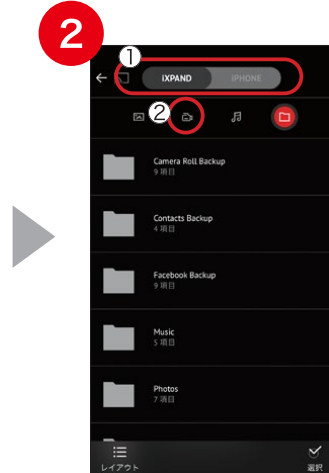 2
①
iXPAND iPHONE
②
Camera Roll Backup
9 項目
Contacts Backup
4 項目
Facebook Backup
9 項目
Music
5 項目
Photos
7 項目
レイアウト 選択